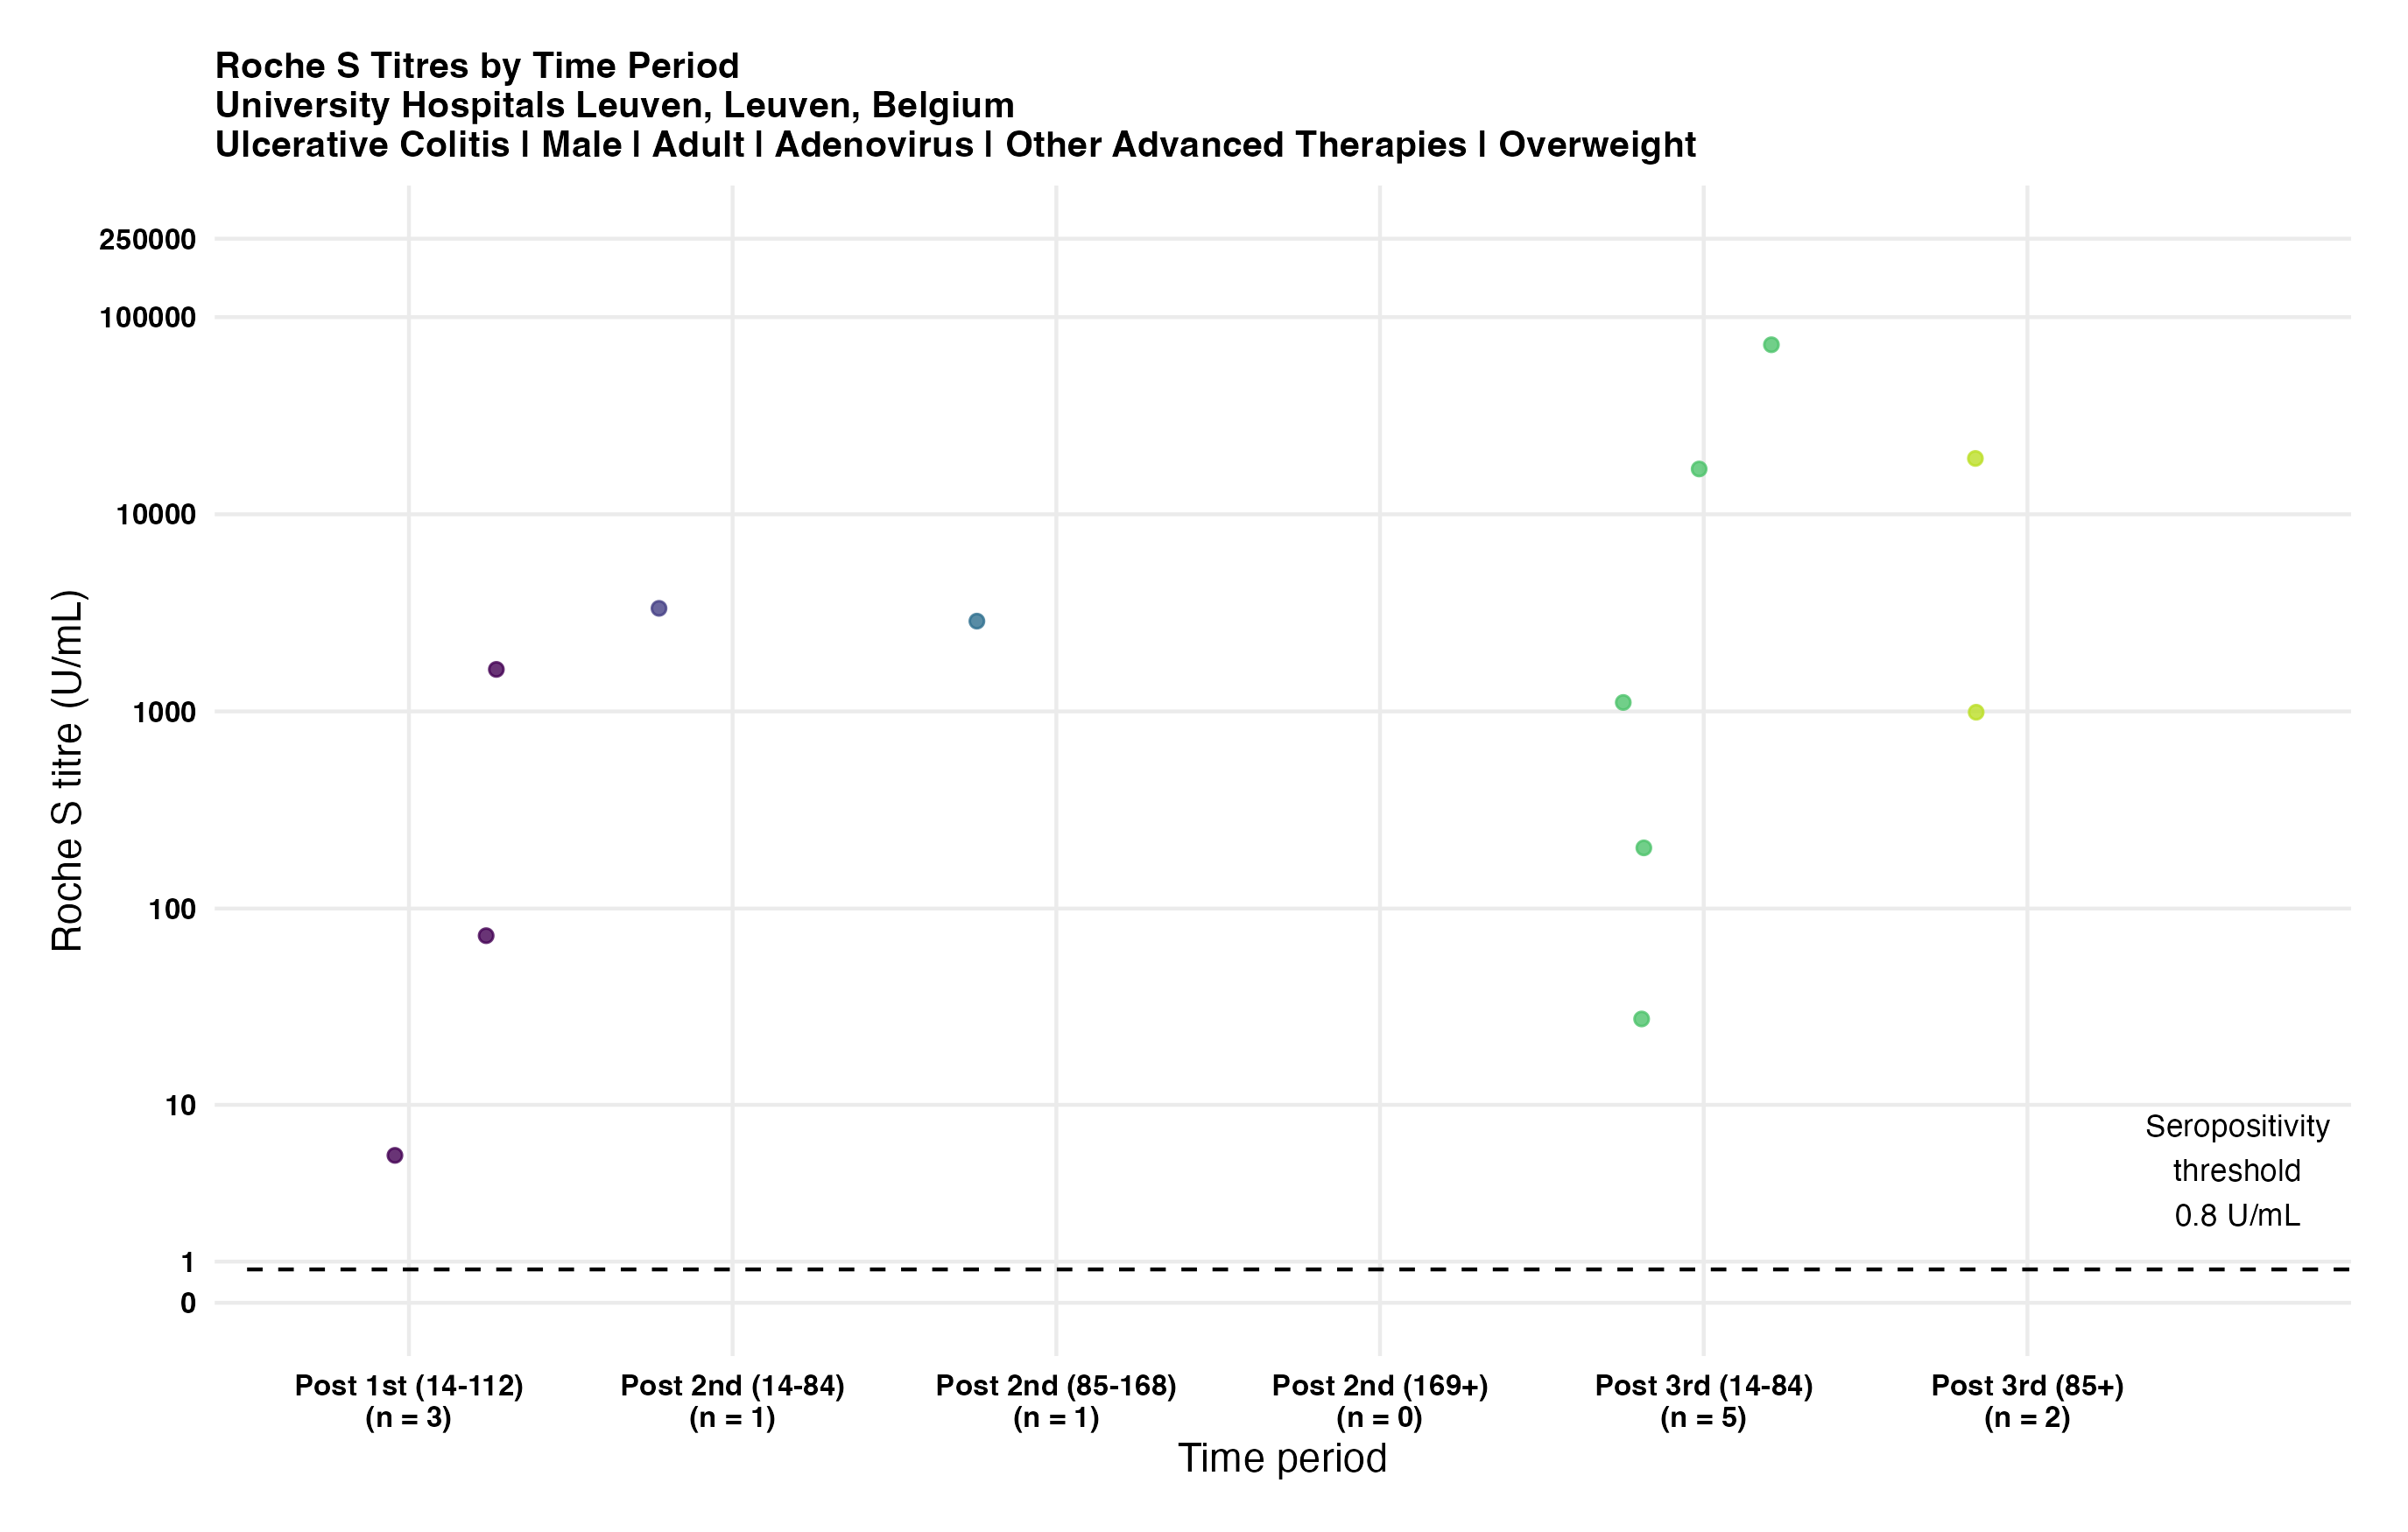 Roche S Titres by Time Period
University Hospitals Leuven, Leuven, Belgium
Ulcerative Colitis | Male | Adult | Adenovirus | Other Advanced Therapies | Overweight
250000
100000
10000
1000
100
10
1
0
Roche S titre (U/mL)
Seropositivity
threshold
0.8 U/mL
Post 1st (14-112)
(n = 3)
Post 2nd (14-84)
(n = 1)
Post 2nd (85-168)
(n = 1)
Post 2nd (169+)
(n = 0)
Post 3rd (14-84)
(n = 5)
Post 3rd (85+)
(n = 2)
Time period